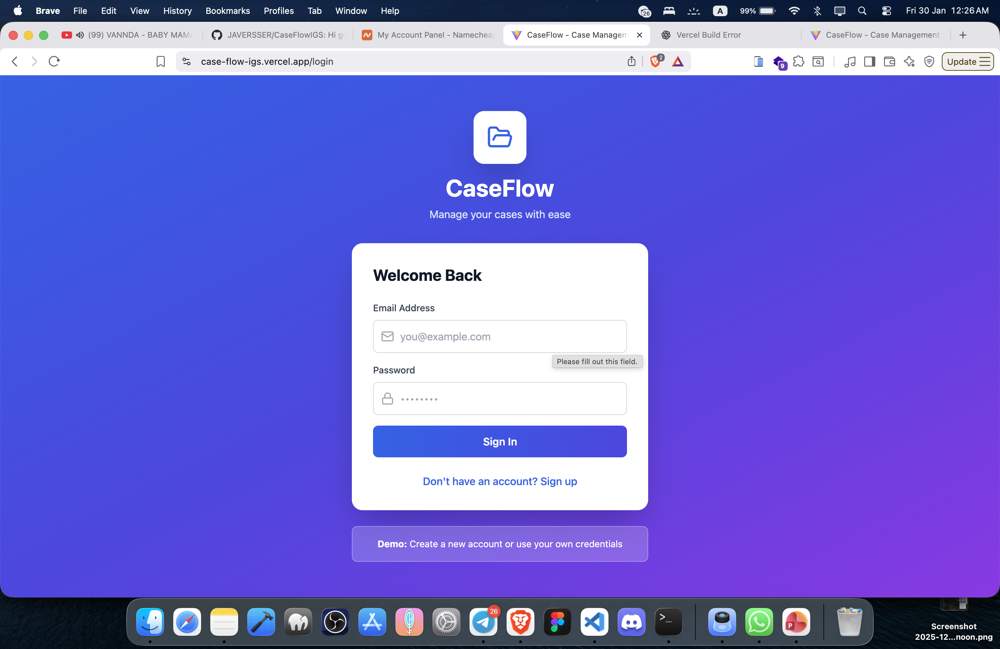 Brave File Edit View History Bookmarks Profiles Tab Window Help 26 A 99% Fri 30 Jan 12:26 AM
(99) VANNDA - BABY MAMA JAVERSSER/CaseFlowIGS: Hi gu My Account Panel - Namecheap CaseFlow - Case Managem Vercel Build Error CaseFlow - Case Management
case-flow-igs.vercel.app/login 2 9 Update
CaseFlow
Manage your cases with ease
Welcome Back
Email Address
you@example.com
Please fill out this field.
Password
Sign In
Don't have an account? Sign up
Demo: Create a new account or use your own credentials
26
P
Screenshot
2025-12...noon.png